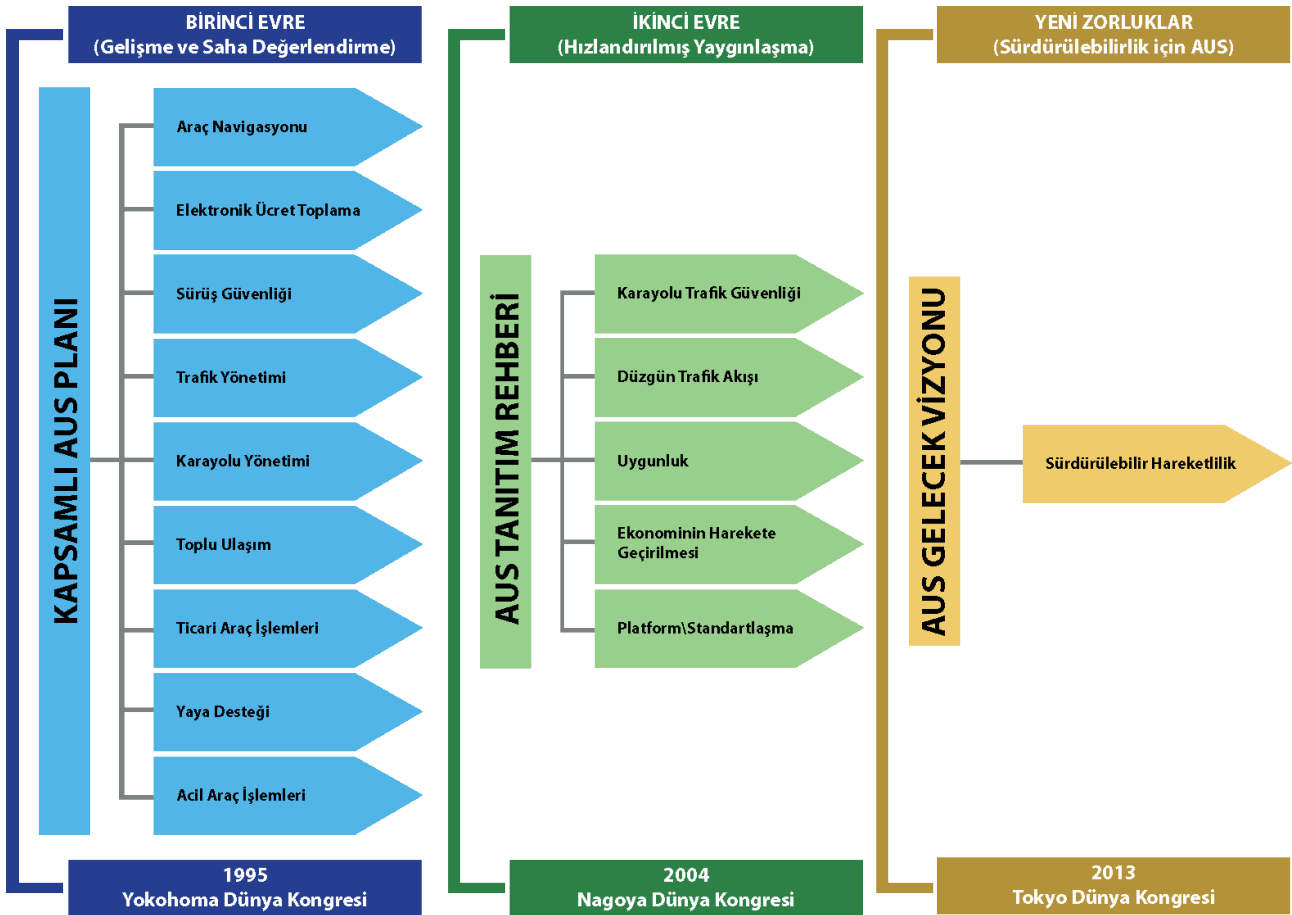 BİRİNCİ EVRE
(Gelişme ve Saha Değerlendirme)
KAPSAMLI AUS PLANI
Araç Navigasyonu
Elektronik Ücret Toplama
Sürüş Güvenliği
Trafik Yönetimi
Karayolu Yönetimi
Toplu Ulaşım
Ticari Araç İşlemleri
Yaya Desteği
Acil Araç İşlemleri
1995
Yokohoma Dünya Kongresi
İKİNCİ EVRE
(Hızlandırılmış Yaygınlaşma)
AUS TANITIM REHBERİ
Karayolu Trafik Güvenliği
Düzgün Trafik Akışı
Uygunluk
Ekonominin Harekete
Geçirilmesi
Platform\Standartlaşma
2004
Nagoya Dünya Kongresi
YENİ ZORLUKLAR
(Sürdürülebilirlik için AUS)
AUS GELECEK VİZYONU
Sürdürülebilir Hareketlilik
2013
Tokyo Dünya Kongresi